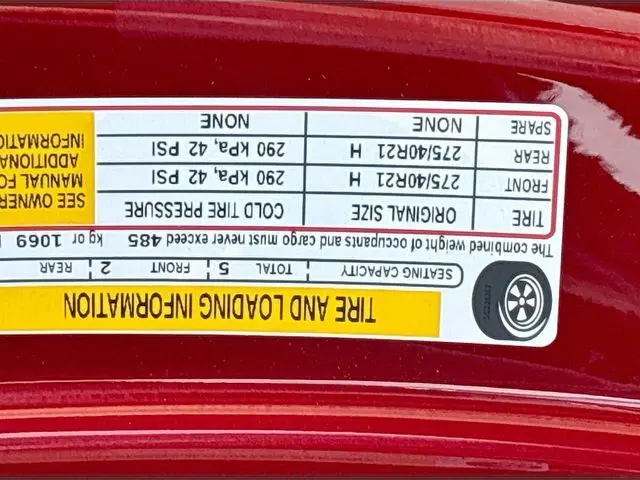 TIRE AND LOADING INFORMATION
SEATING CAPACITY TOTAL 5 FRONT 2 REAR
The combined weight of occupants and cargo must never exceed 485 kg or 1069
TIRE ORIGINAL SIZE COLD TIRE PRESSURE SEE OWNER
FRONT 275/40R21 H 290 kPa, 42 PSI MANUAL FO
REAR 275/40R21 H 290 kPa, 42 PSI ADDITIONA
SPARE NONE NONE INFORMATIO